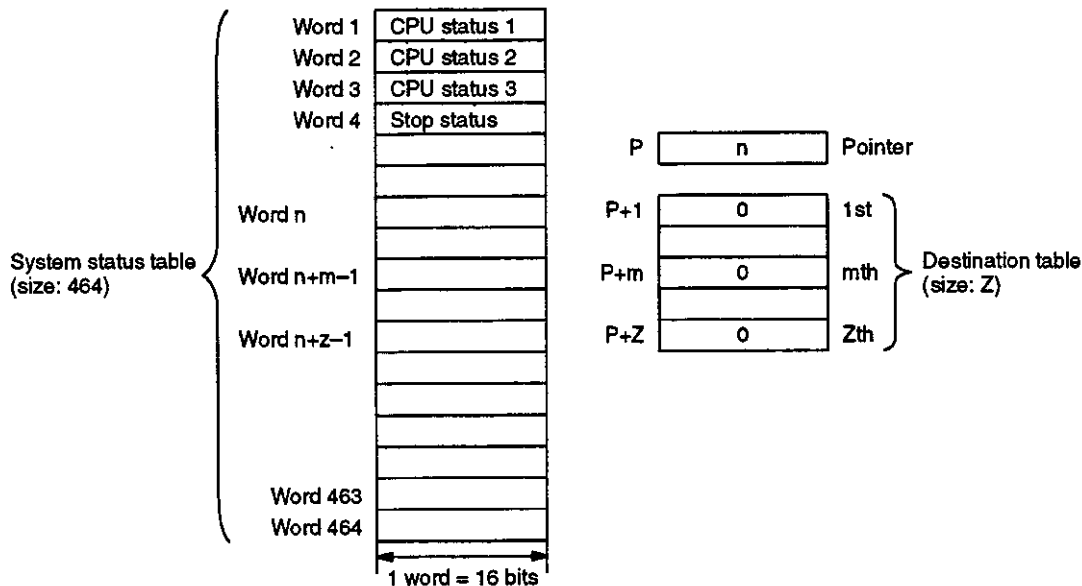 Word 1 CPU status 1
Word 2 CPU status 2
Word 3 CPU status 3
Word 4 Stop status
P n Pointer
Word n P+1 0 1st
System status table
(size: 464)
Word n+m−1 P+m 0 mth
Destination table
(size: Z)
Word n+z−1 P+Z 0 Zth
Word 463
Word 464
1 word = 16 bits